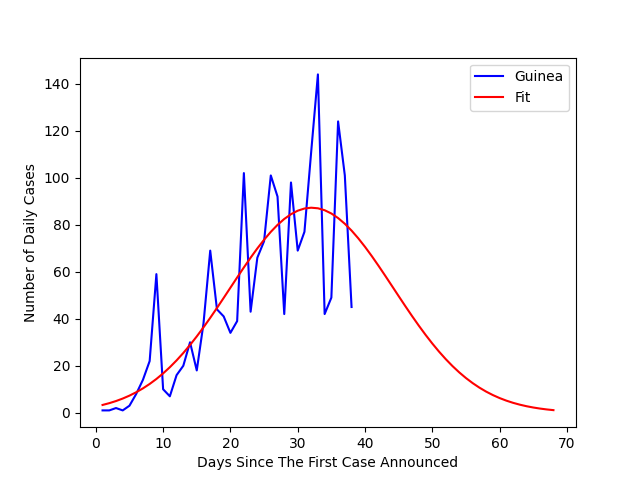 Guinea
Fit
Number of Daily Cases
140
120
100
80
60
40
20
0
0 10 20 30 40 50 60 70
Days Since The First Case Announced